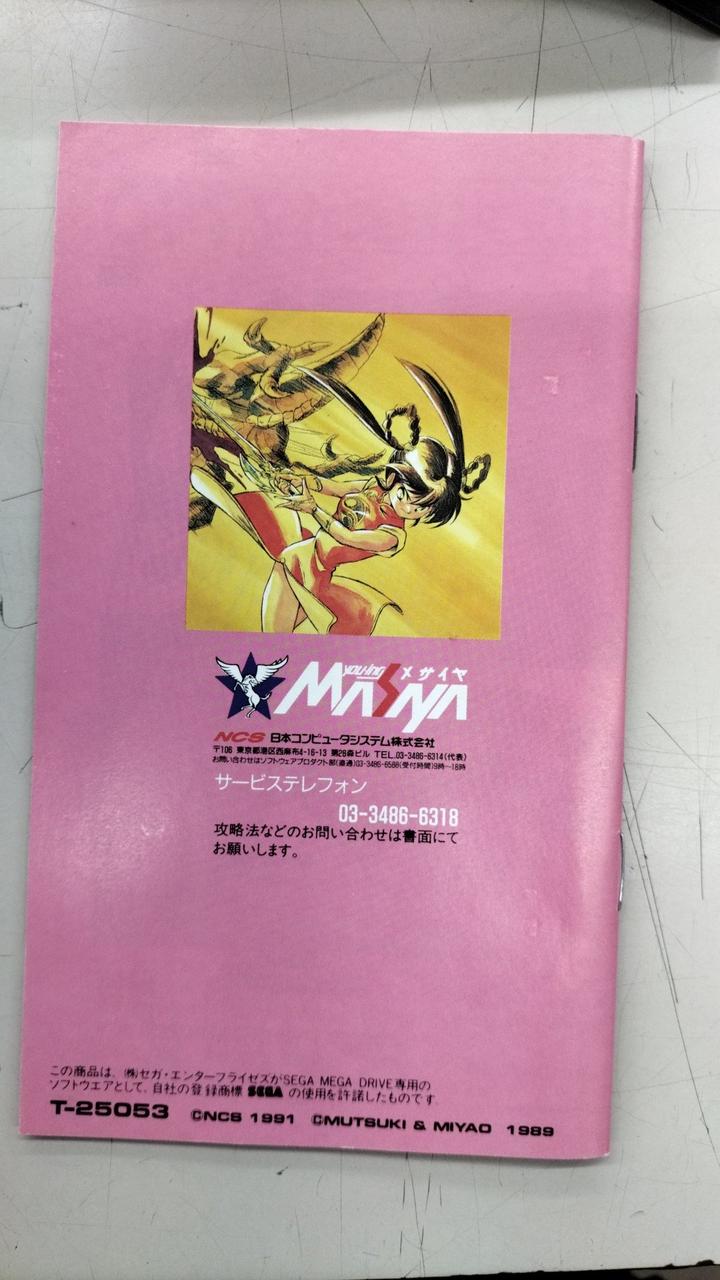 you-ing メサイヤ
MASAYA
NCS 日本コンピュータシステム株式会社
〒106 東京都港区西麻布4-16-13 第28森ビル TEL.03-3486-6314(代表)
お問い合わせはソフトウェアプロダクト部(直通)03-3486-6588(受付時間)9時〜18時
サービステレフォン
03-3486-6318
攻略法などのお問い合わせは書面にて
お願いします。
この商品は、(株)セガ・エンタープライゼズがSEGA MEGA DRIVE専用の
ソフトウエアとして、自社の登録商標 SEGA の使用を許諾したものです。
T-25053 ©NCS 1991 ©MUTSUKI & MIYAO 1989